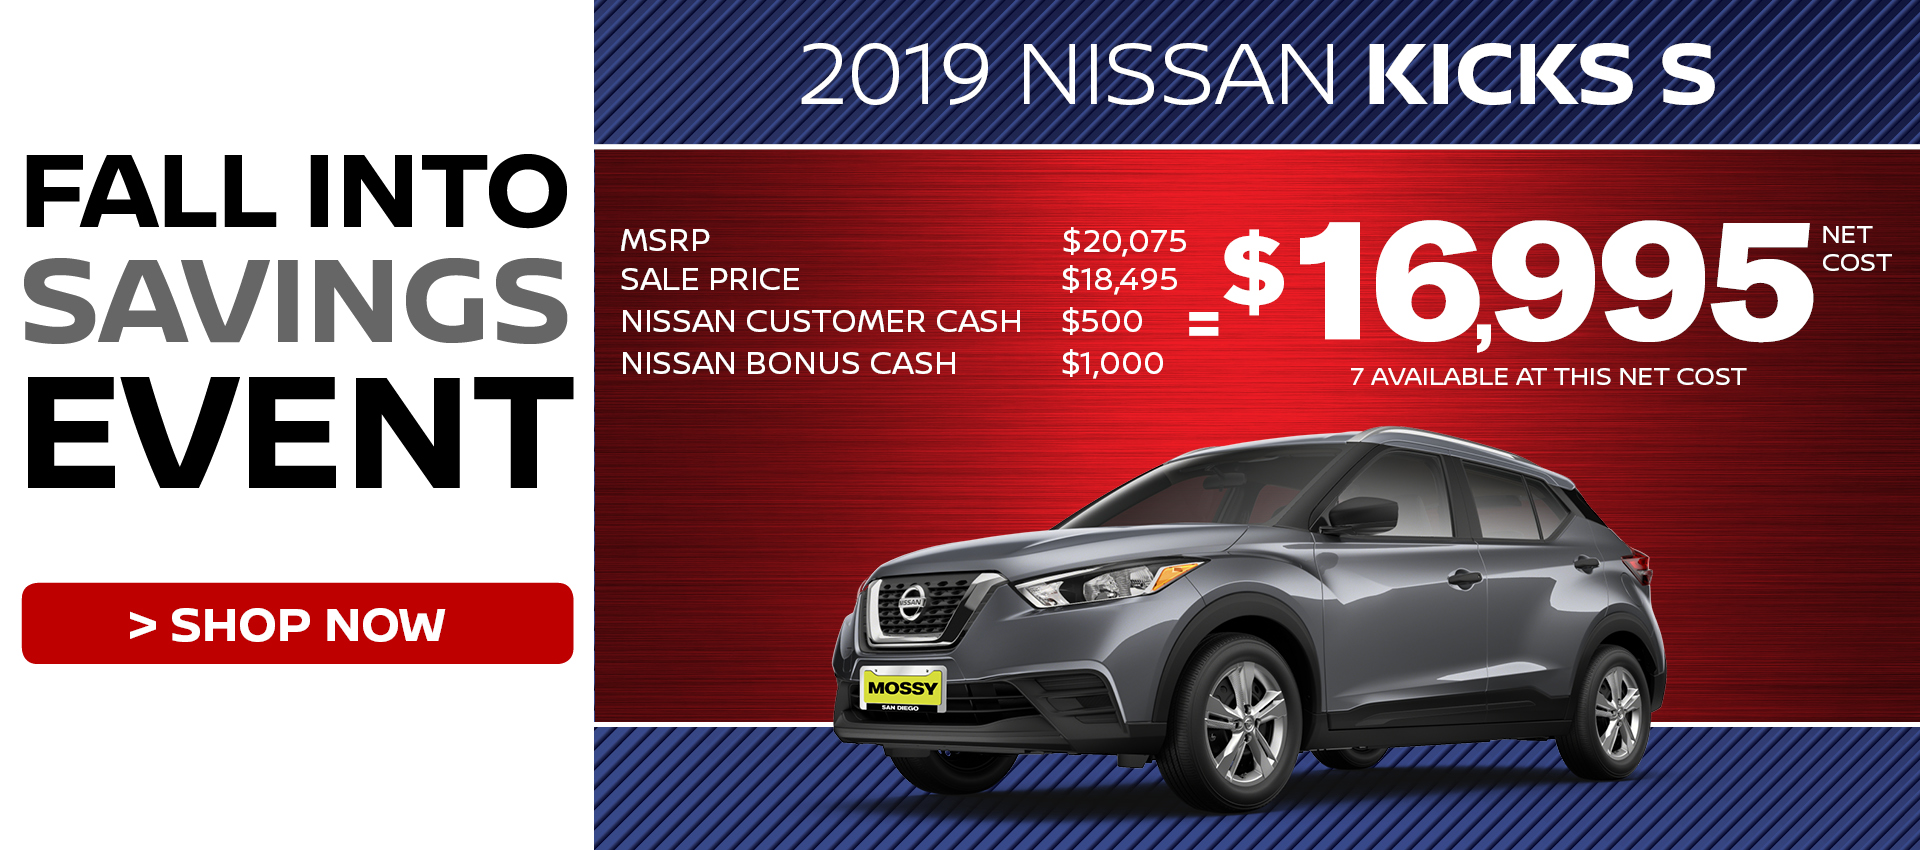 FALL INTO
SAVINGS
EVENT
> SHOP NOW
2019 NISSAN KICKS S
MSRP $20,075
SALE PRICE $18,495
NISSAN CUSTOMER CASH $500
NISSAN BONUS CASH $1,000
= $16,995 NET COST
7 AVAILABLE AT THIS NET COST
NISSAN
MOSSY
SAN DIEGO